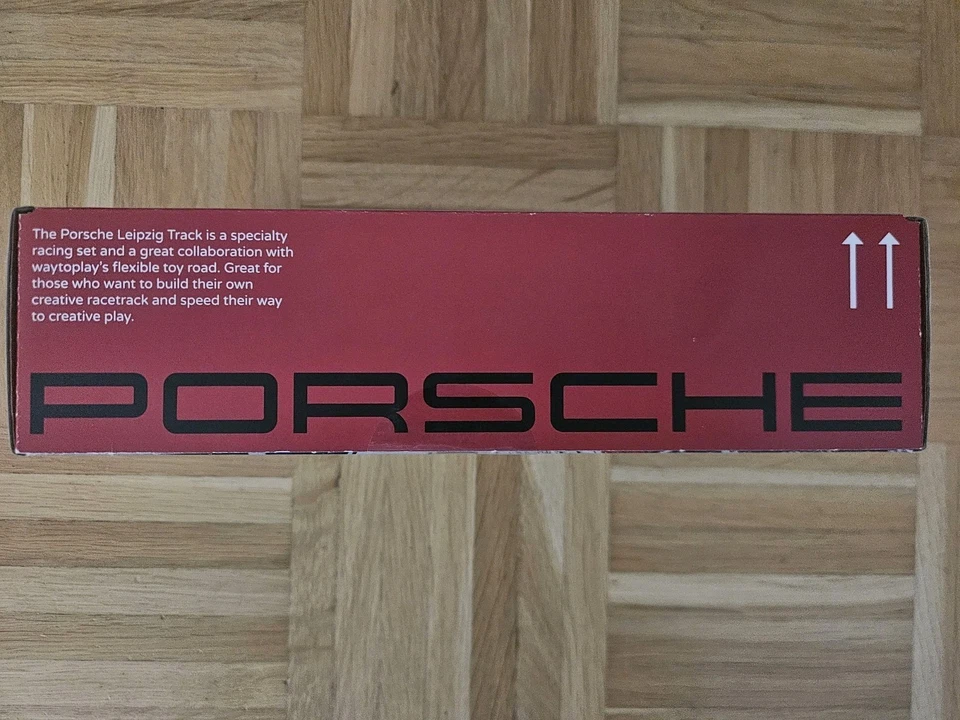 The Porsche Leipzig Track is a specialty
racing set and a great collaboration with
waytoplay's flexible toy road. Great for
those who want to build their own
creative racetrack and speed their way
to creative play.
PORSCHE